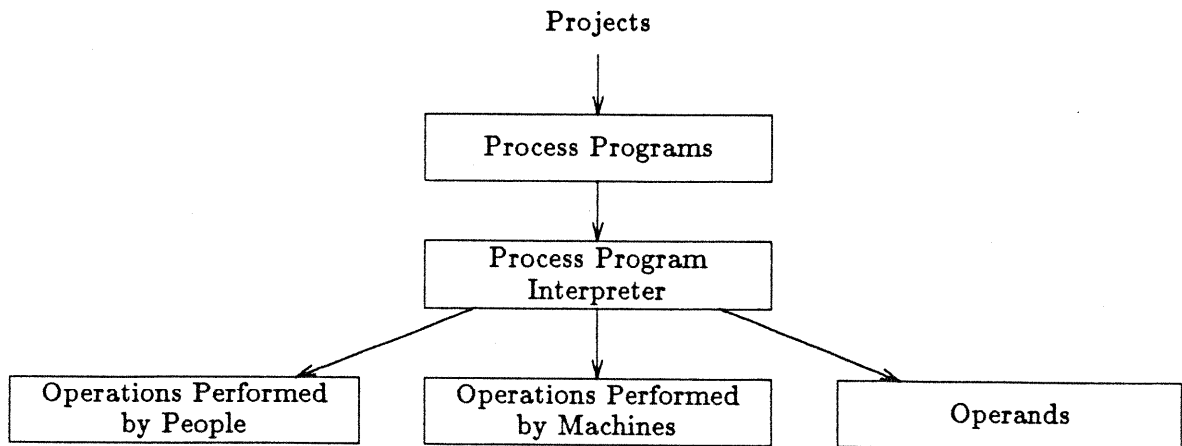 Projects
Process Programs
Process Program
Interpreter
Operations Performed
by People
Operations Performed
by Machines
Operands